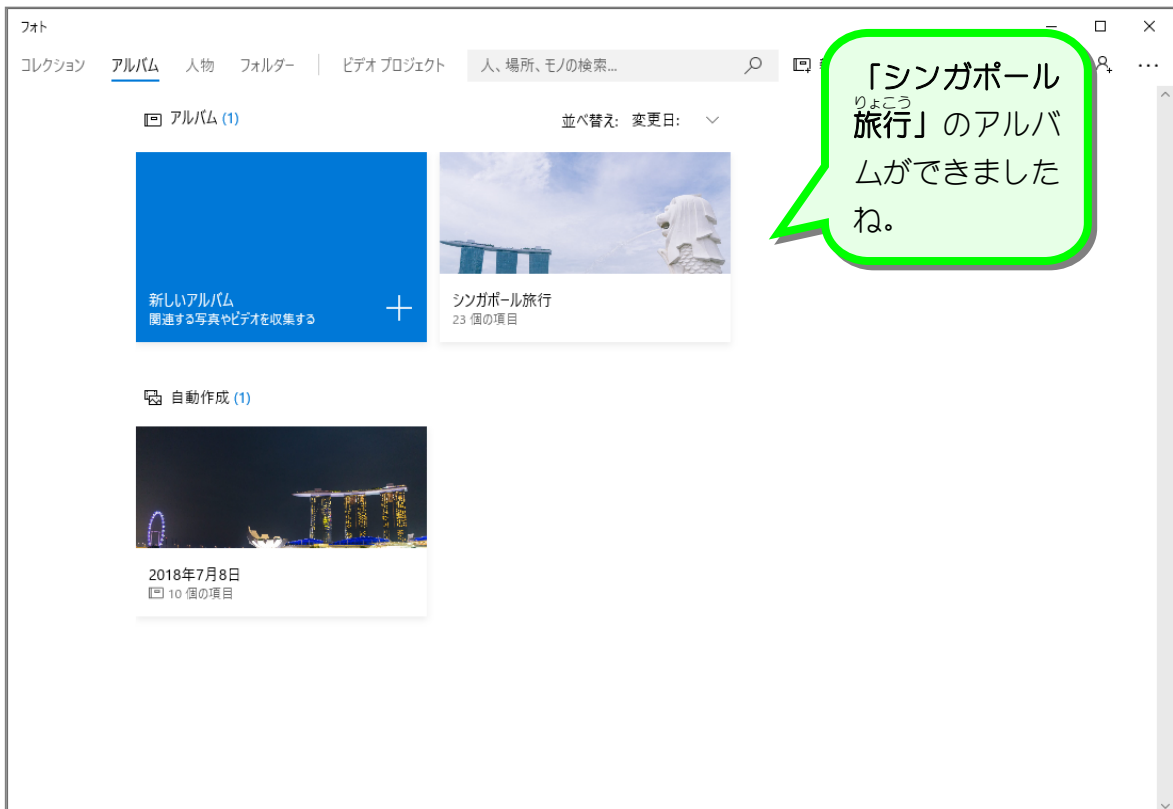 フォト
コレクション アルバム 人物 フォルダー ビデオ プロジェクト 人、場所、モノの検索...
「シンガポール
りょこう
旅行」のアルバ
ムができました
ね。
アルバム (1) 並べ替え: 変更日:
新しいアルバム
関連する写真やビデオを収集する
シンガポール旅行
23 個の項目
自動作成 (1)
2018年7月8日
10 個の項目